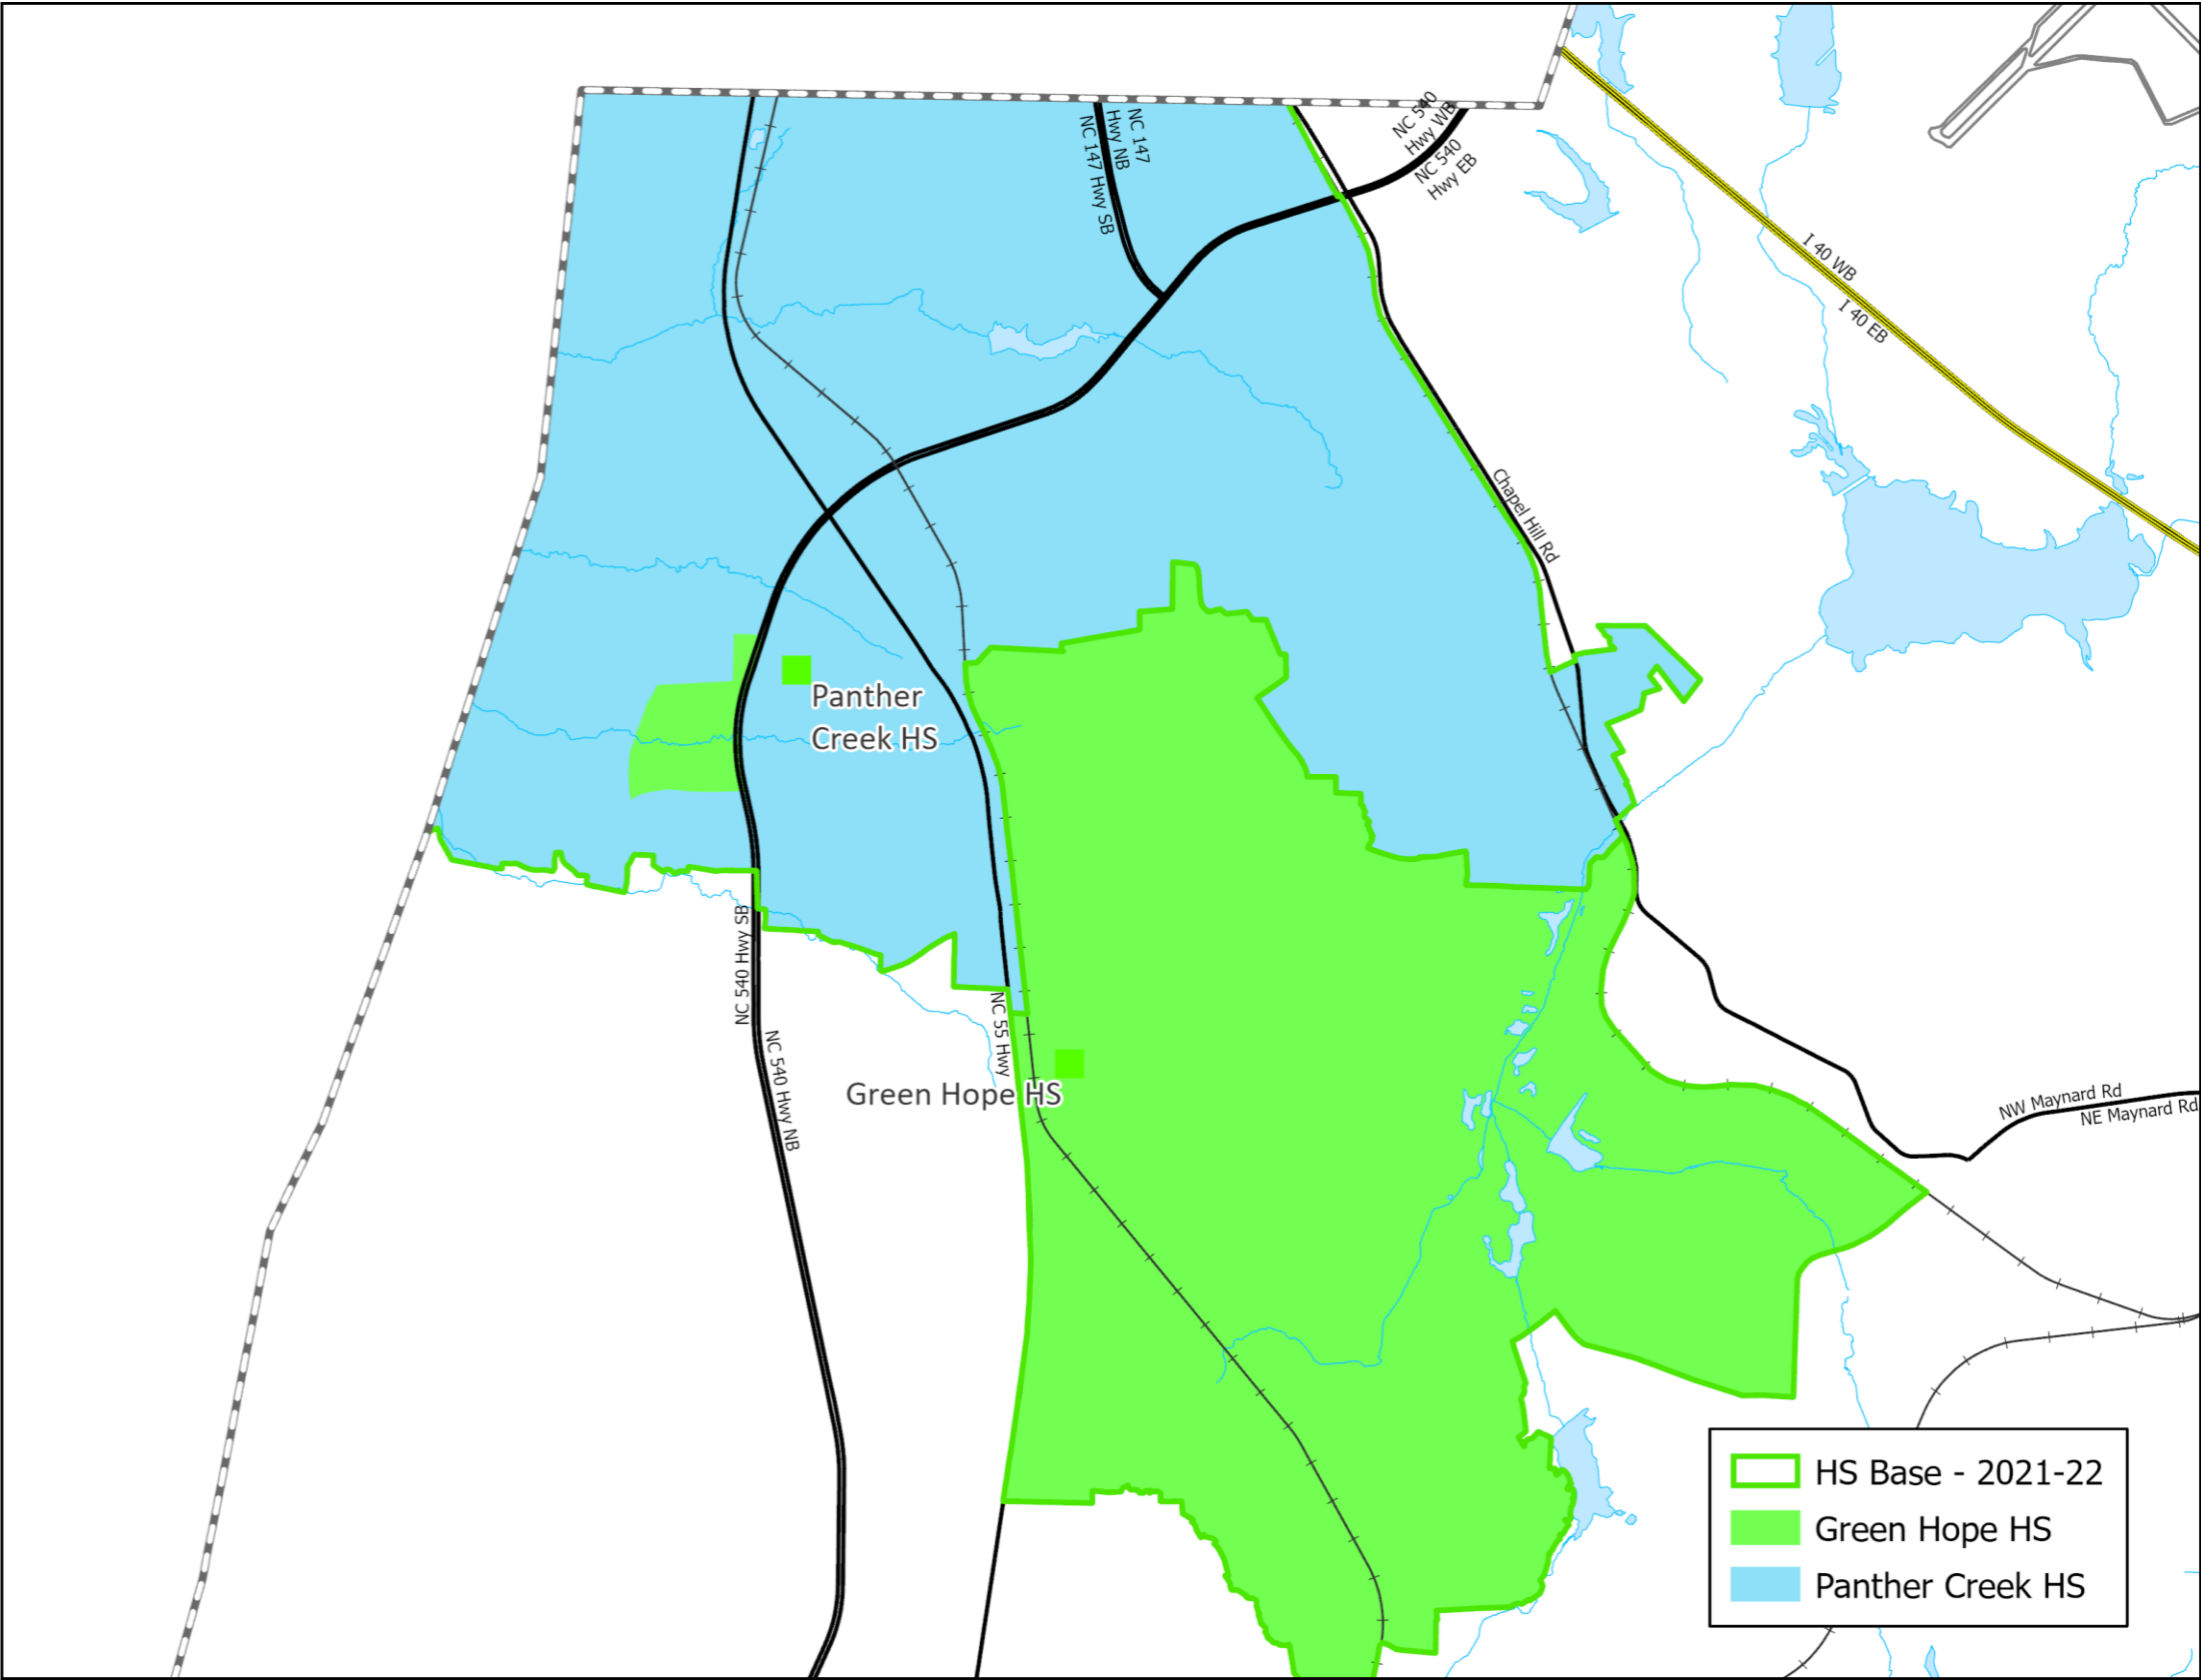 NC 147
Hwy NB
NC 147 Hwy SB
NC 540
Hwy WB
NC 540
Hwy EB
I 40 WB
I 40 EB
Chapel Hill Rd
Panther
Creek HS
NC 540 Hwy SB
NC 540 Hwy NB
NC 55 Hwy
Green Hope HS
NW Maynard Rd
NE Maynard Rd
HS Base - 2021-22
Green Hope HS
Panther Creek HS